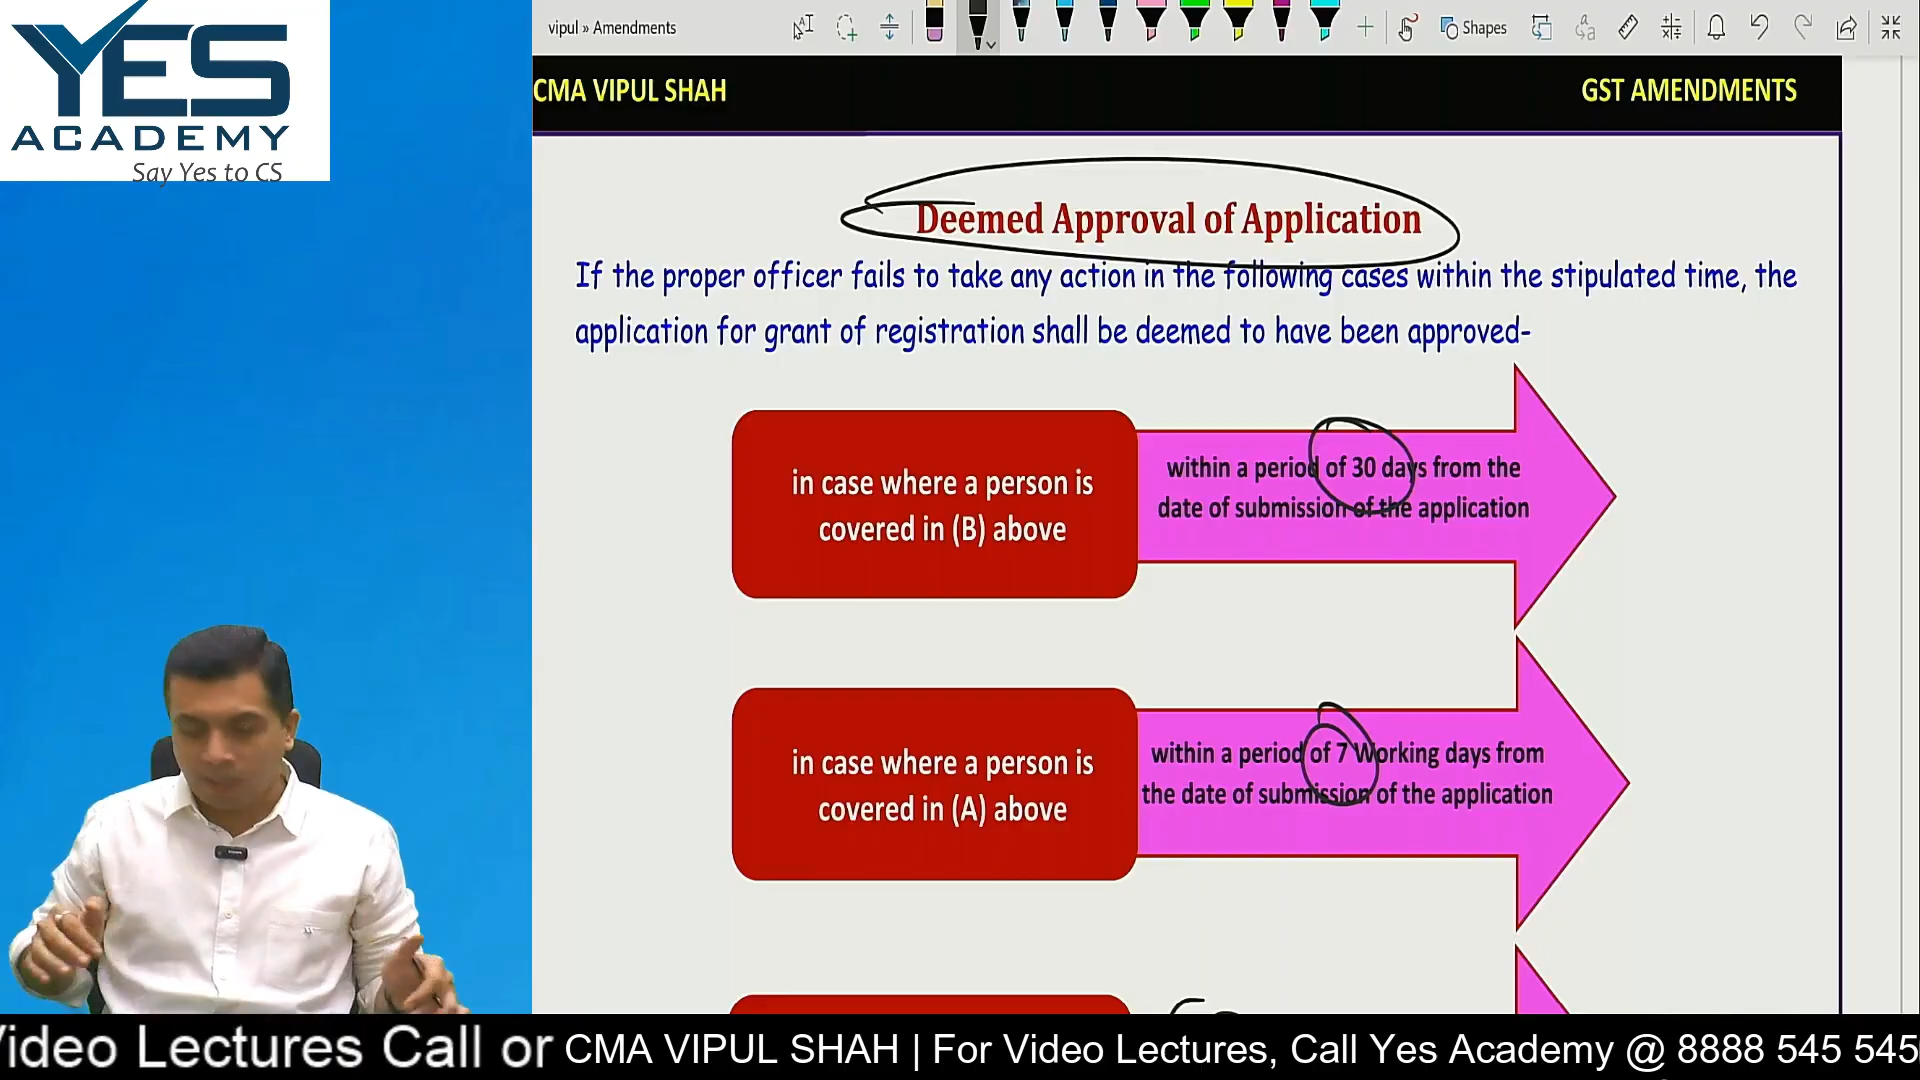 YES
ACADEMY
Say Yes to CS
vipul » Amendments
Shapes
CMA VIPUL SHAH
GST AMENDMENTS
Deemed Approval of Application
If the proper officer fails to take any action in the following cases within the stipulated time, the
application for grant of registration shall be deemed to have been approved-
in case where a person is
covered in (B) above
within a period of 30 days from the
date of submission of the application
in case where a person is
covered in (A) above
within a period of 7 Working days from
the date of submission of the application
Video Lectures Call or
CMA VIPUL SHAH | For Video Lectures, Call Yes Academy @ 8888 545 545